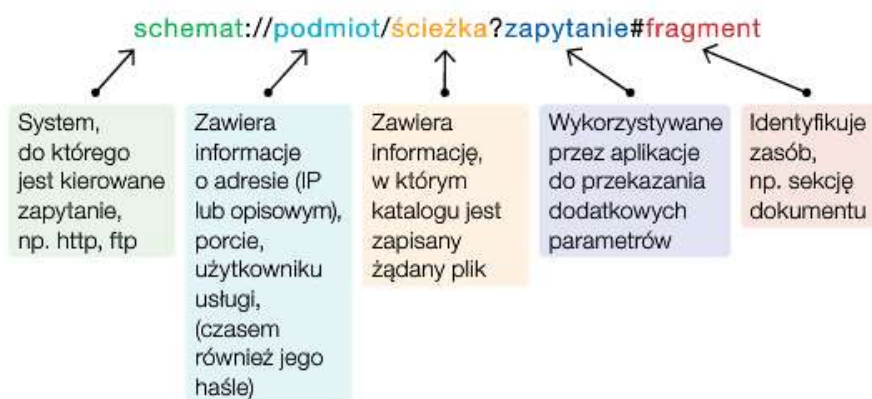 schemat://podmiot/ścieżka?zapytanie#fragment
System,
do którego
jest kierowane
zapytanie,
np. http, ftp
Zawiera
informacje
o adresie (IP
lub opisowym),
porcie,
użytkowniku
usługi,
(czasem
również jego
haśle)
Zawiera
informację,
w którym
katalogu jest
zapisany
żądany plik
Wykorzystywane
przez aplikacje
do przekazania
dodatkowych
parametrów
Identyfikuje
zasób,
np. sekcję
dokumentu